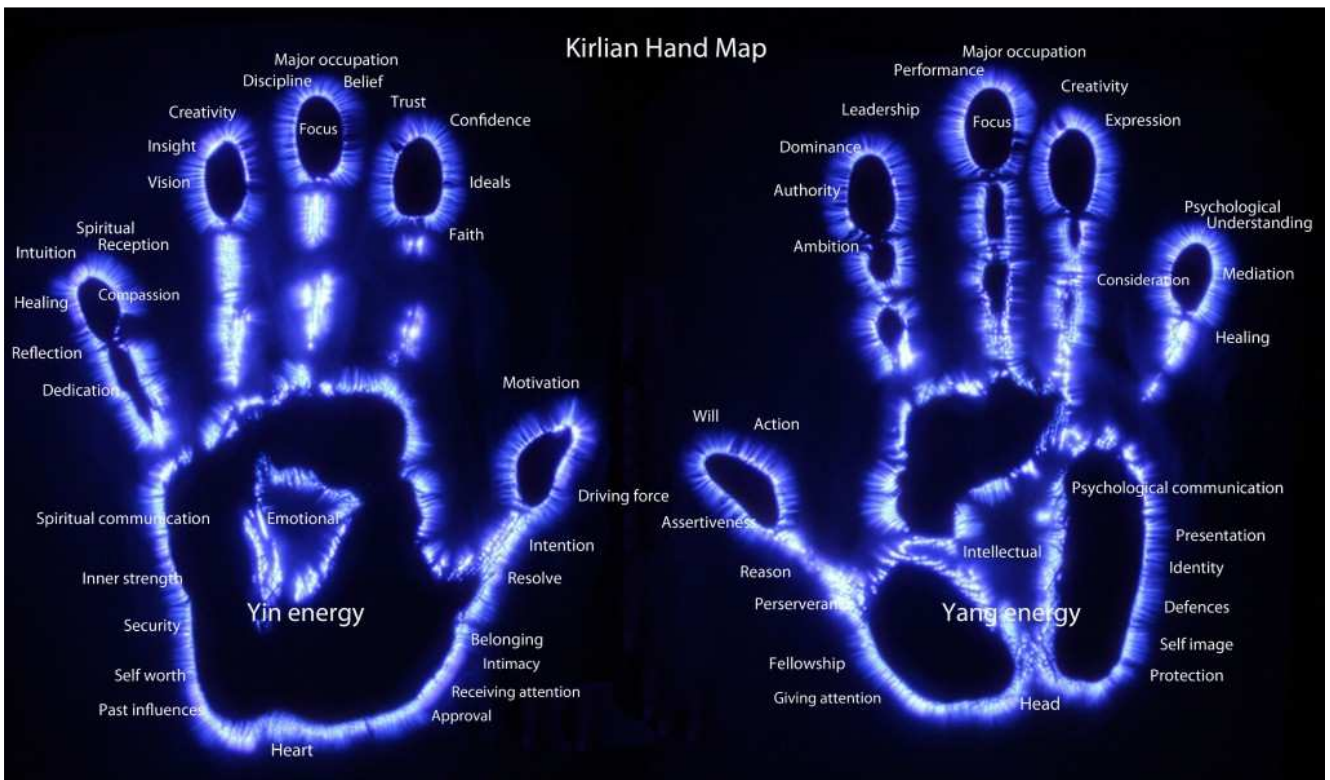 Kirlian Hand Map
Major occupation
Discipline
Belief
Focus
Creativity
Insight
Vision
Trust
Confidence
Ideals
Faith
Spiritual
Reception
Intuition
Compassion
Healing
Reflection
Dedication
Motivation
Driving force
Intention
Resolve
Spiritual communication
Emotional
Inner strength
Yin energy
Security
Self worth
Past influences
Belonging
Intimacy
Receiving attention
Approval
Heart
Major occupation
Performance
Leadership
Focus
Creativity
Expression
Dominance
Authority
Ambition
Psychological
Understanding
Consideration
Mediation
Healing
Will
Action
Assertiveness
Reason
Perserverance
Psychological communication
Intellectual
Yang energy
Presentation
Identity
Defences
Self image
Protection
Fellowship
Giving attention
Head